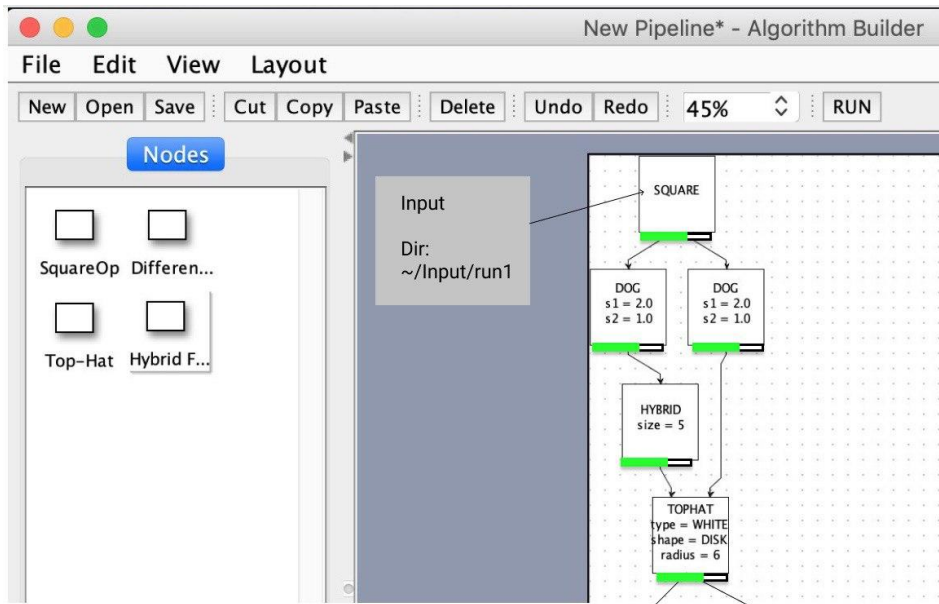 New Pipeline* - Algorithm Builder
File Edit View Layout
New Open Save Cut Copy Paste Delete Undo Redo 45% RUN
Nodes
SquareOp Differen...
Top-Hat Hybrid F...
Input
Dir:
~/Input/run1
SQUARE
DOG
s1 = 2.0
s2 = 1.0
DOG
s1 = 2.0
s2 = 1.0
HYBRID
size = 5
TOPHAT
type = WHITE
shape = DISK
radius = 6